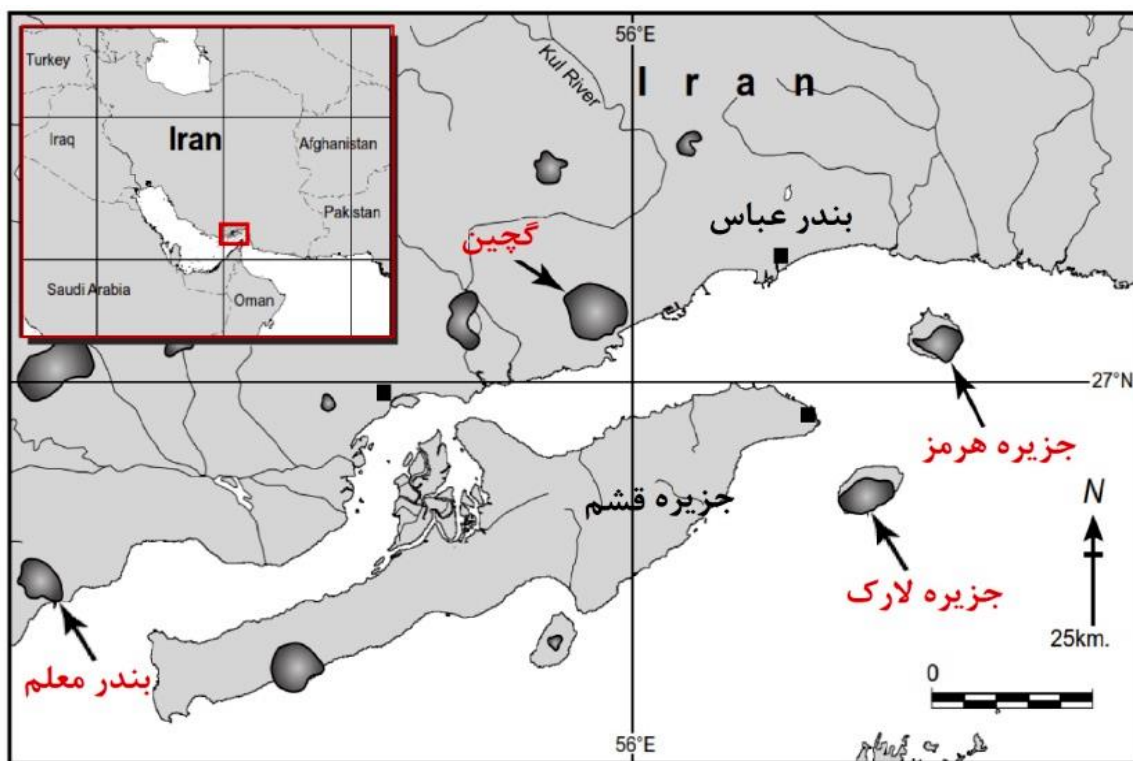 Turkey
Iraq
Iran
Afghanistan
Pakistan
Saudi Arabia
Oman
56°E
Kul River
Iran
بندر عباس
گچین
27°N
جزیره هرمز
جزیره قشم
جزیره لارک
N
25km.
0
بندر معلم
56°E